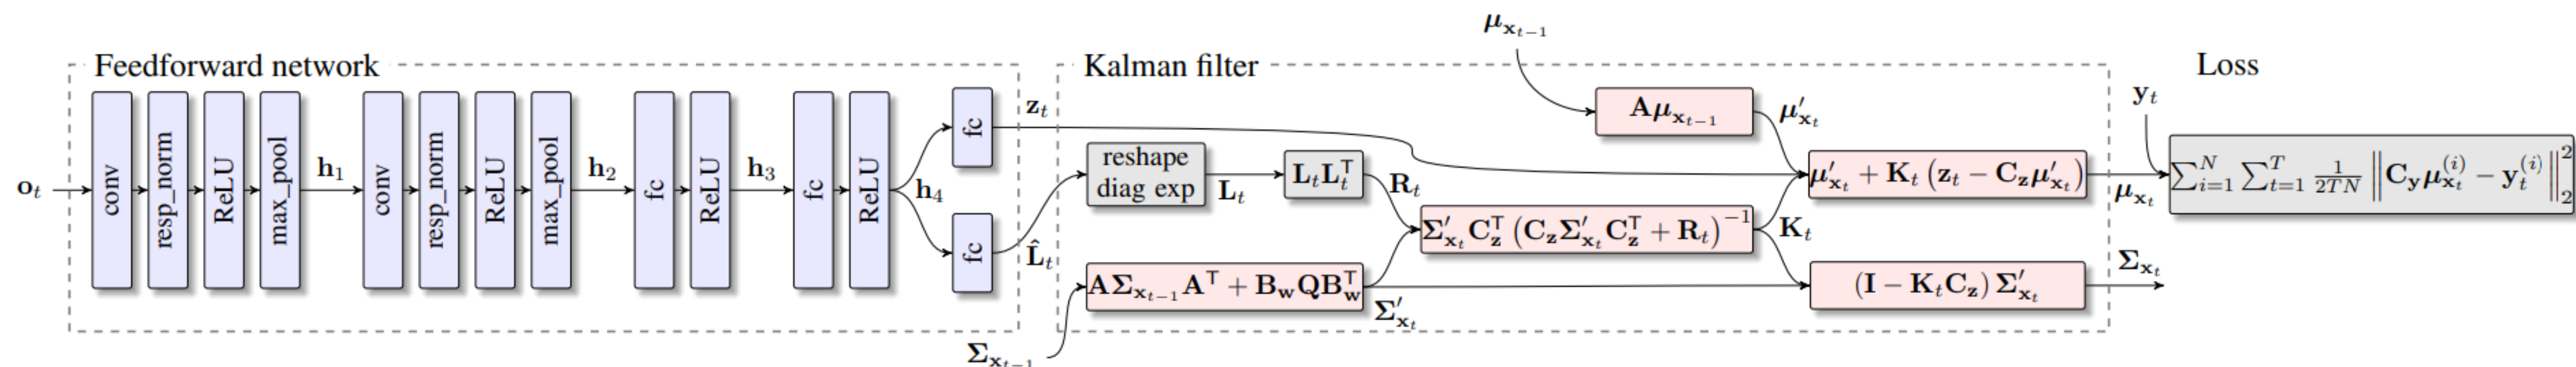 Feedforward network
o_t
conv
resp_norm
ReLU
max_pool
h_1
conv
resp_norm
ReLU
max_pool
h_2
fc
ReLU
h_3
fc
ReLU
h_4
fc
fc
z_t
L̂_t
Kalman filter
reshape
diag exp
L_t
L_t L_t^T
R_t
Σ_{x_{t−1}}
AΣ_{x_{t−1}}A^T + B_w Q B_w^T
Σ′_{x_t}
Σ′_{x_t} C_z^T (C_z Σ′_{x_t} C_z^T + R_t)^{−1}
K_t
μ_{x_{t−1}}
Aμ_{x_{t−1}}
μ′_{x_t}
μ′_{x_t} + K_t (z_t − C_z μ′_{x_t})
μ_{x_t}
(I − K_t C_z) Σ′_{x_t}
Σ_{x_t}
Loss
y_t
∑_{i=1}^{N} ∑_{t=1}^{T} \frac{1}{2TN} ‖C_y μ_{x_t}^{(i)} − y_t^{(i)}‖_2^2